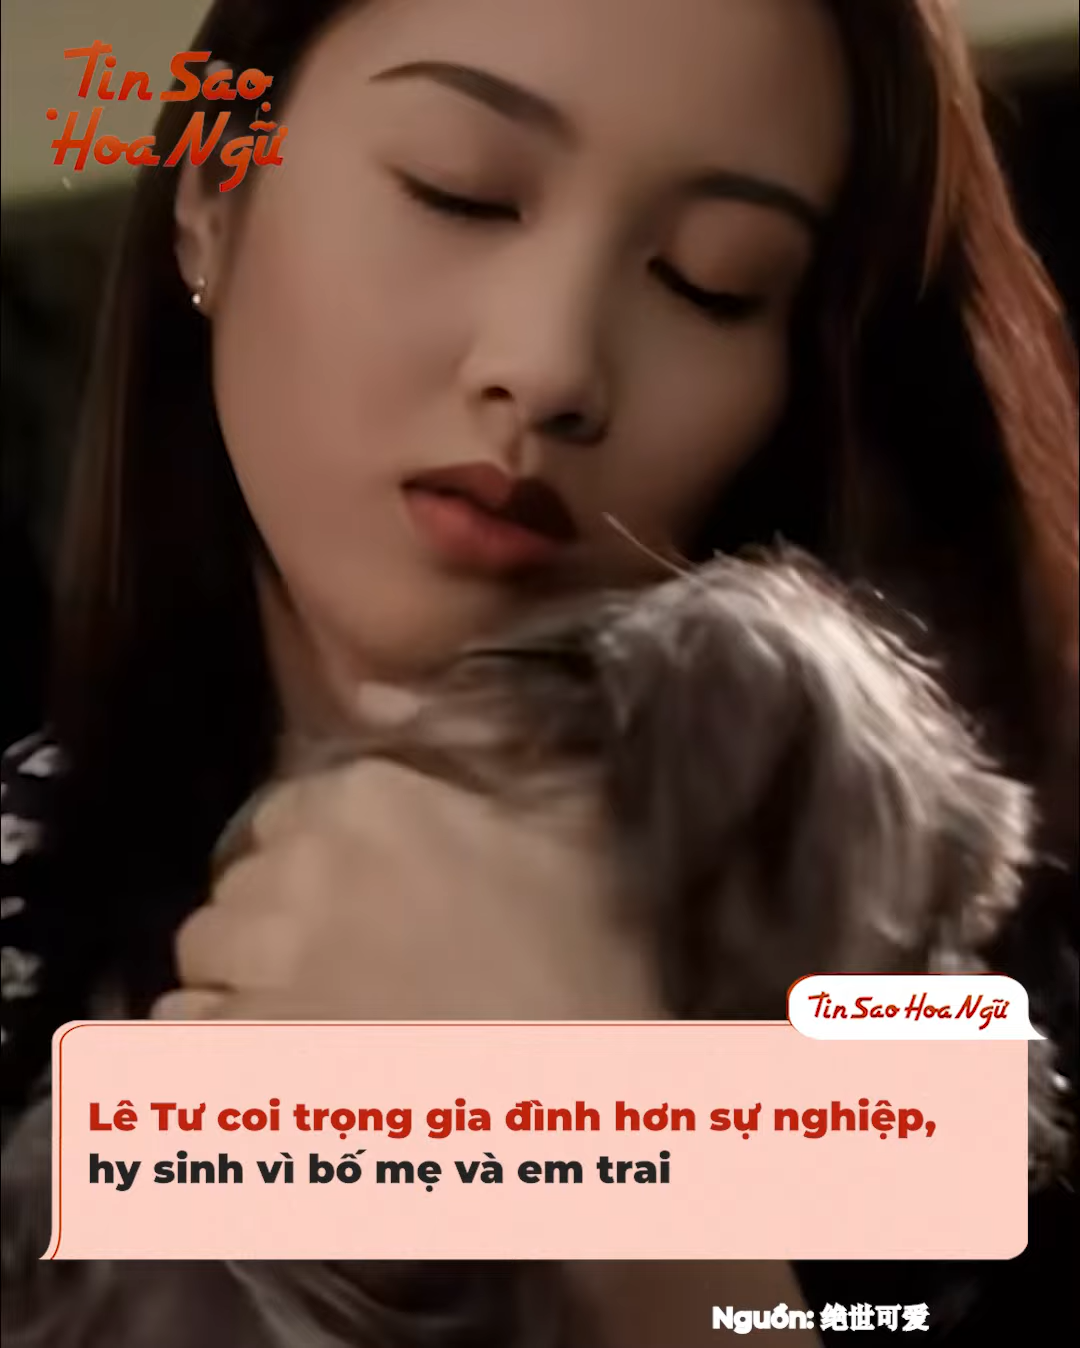 Tin Sao
Hoa Ngữ
Tin Sao Hoa Ngữ
Lê Tư coi trọng gia đình hơn sự nghiệp,
hy sinh vì bố mẹ và em trai
Nguồn: 绝世可爱